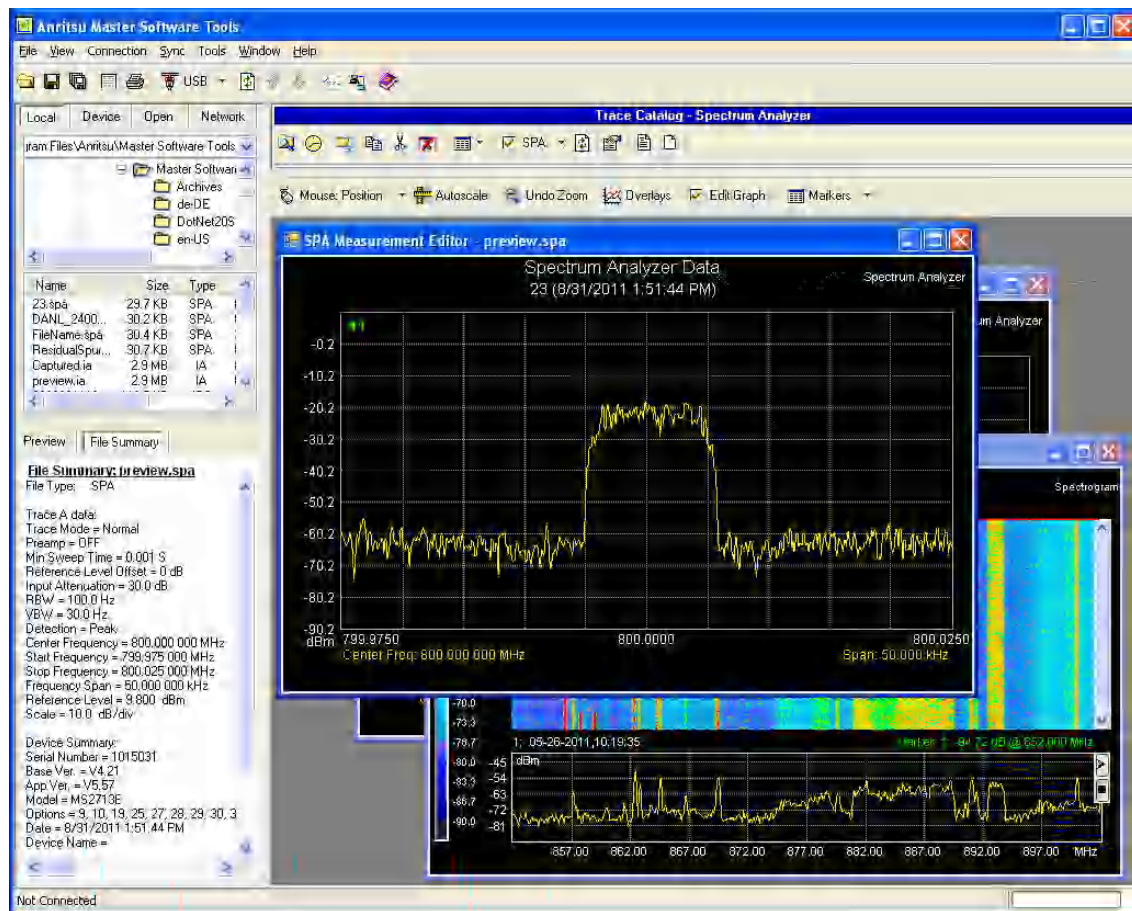 Anritsu Master Software Tools
File View Connection Sync Tools Window Help
USB
Local Device Open Network
ram Files\Anritsu\Master Software Tools
Master Softwar
Archives
de-DE
DotNet20S
en-US
Name Size Type
23.spa 29.7 KB SPA
DANL_2400... 30.2 KB SPA
FileName.spa 30.4 KB SPA
ResidualSpur... 30.7 KB SPA
Captured.ia 2.9 MB IA
preview.ia 2.9 MB IA
Preview File Summary
File Summary: preview.spa
File Type: SPA
Trace A data:
Trace Mode = Normal
Preamp = OFF
Min Sweep Time = 0.001 S
Reference Level Offset = 0 dB
Input Attenuation = 30.0 dB
RBW = 100.0 Hz
VBW = 30.0 Hz
Detection = Peak
Center Frequency = 800.000 000 MHz
Start Frequency = 799.975 000 MHz
Stop Frequency = 800.025 000 MHz
Frequency Span = 50.000 000 kHz
Reference Level = 9.800 dBm
Scale = 10.0 dB/div
Device Summary:
Serial Number = 1015031
Base Ver. = V4.21
App Ver. = V5.57
Model = MS2713E
Options = 9, 10, 19, 25, 27, 28, 29, 30, 3
Date = 8/31/2011 1:51:44 PM
Device Name =
Not Connected
Trace Catalog - Spectrum Analyzer
SPA
Mouse: Position Autoscale Undo Zoom Overlays Edit Graph Markers
SPA Measurement Editor - preview.spa
Spectrum Analyzer Data
23 (8/31/2011 1:51:44 PM)
Spectrum Analyzer
-0.2
-10.2
-20.2
-30.2
-40.2
-50.2
-60.2
-70.2
-80.2
-90.2
dBm 799.9750 800.0000 800.0250
Center Freq: 800.000 000 MHz Span: 50.000 kHz
um Analyzer
Spectrogram
-70.0
-73.3
-76.7
-80.0
-83.3
-86.7
-90.0
1; 05-26-2011,10:19:35
dBm
-45
-54
-63
-72
-81
857.00 862.00 867.00 872.00 877.00 882.00 887.00 892.00 897.00 MHz